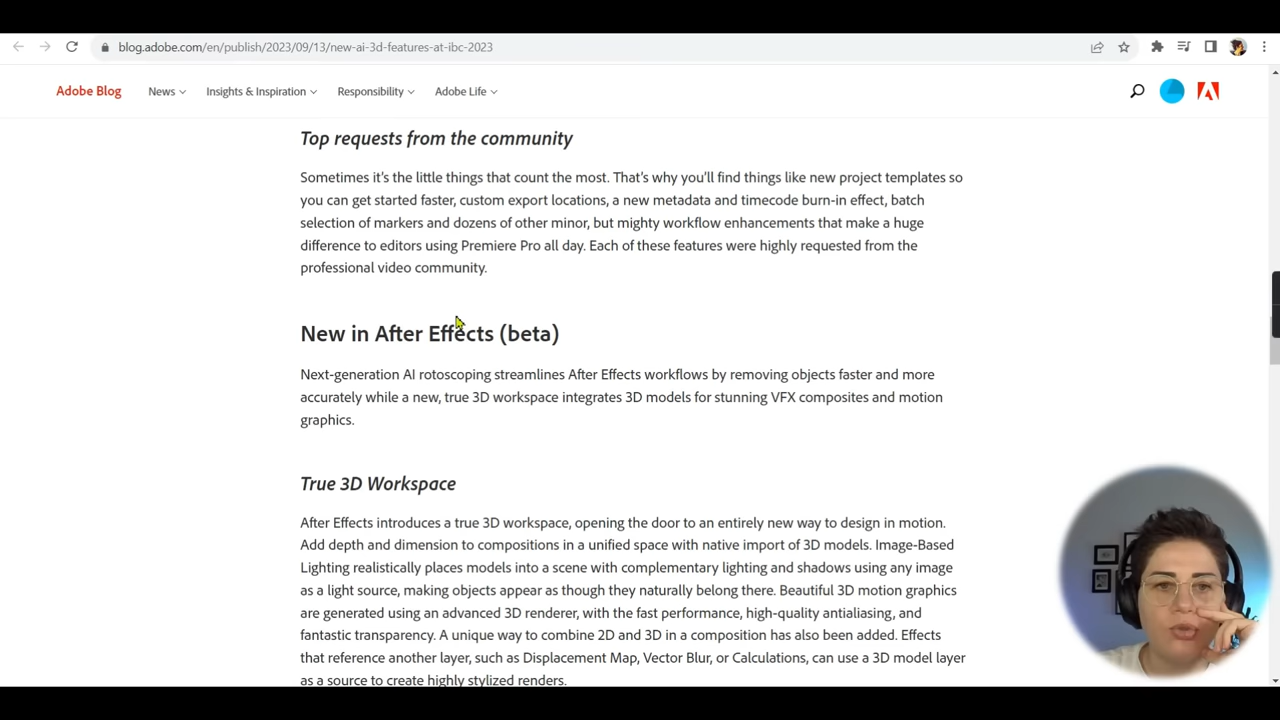 blog.adobe.com/en/publish/2023/09/13/new-ai-3d-features-at-ibc-2023
Adobe Blog News Insights & Inspiration Responsibility Adobe Life
Top requests from the community
Sometimes it's the little things that count the most. That's why you'll find things like new project templates so
you can get started faster, custom export locations, a new metadata and timecode burn-in effect, batch
selection of markers and dozens of other minor, but mighty workflow enhancements that make a huge
difference to editors using Premiere Pro all day. Each of these features were highly requested from the
professional video community.
New in After Effects (beta)
Next-generation AI rotoscoping streamlines After Effects workflows by removing objects faster and more
accurately while a new, true 3D workspace integrates 3D models for stunning VFX composites and motion
graphics.
True 3D Workspace
After Effects introduces a true 3D workspace, opening the door to an entirely new way to design in motion.
Add depth and dimension to compositions in a unified space with native import of 3D models. Image-Based
Lighting realistically places models into a scene with complementary lighting and shadows using any image
as a light source, making objects appear as though they naturally belong there. Beautiful 3D motion graphics
are generated using an advanced 3D renderer, with the fast performance, high-quality antialiasing, and
fantastic transparency. A unique way to combine 2D and 3D in a composition has also been added. Effects
that reference another layer, such as Displacement Map, Vector Blur, or Calculations, can use a 3D model layer
as a source to create highly stylized renders.